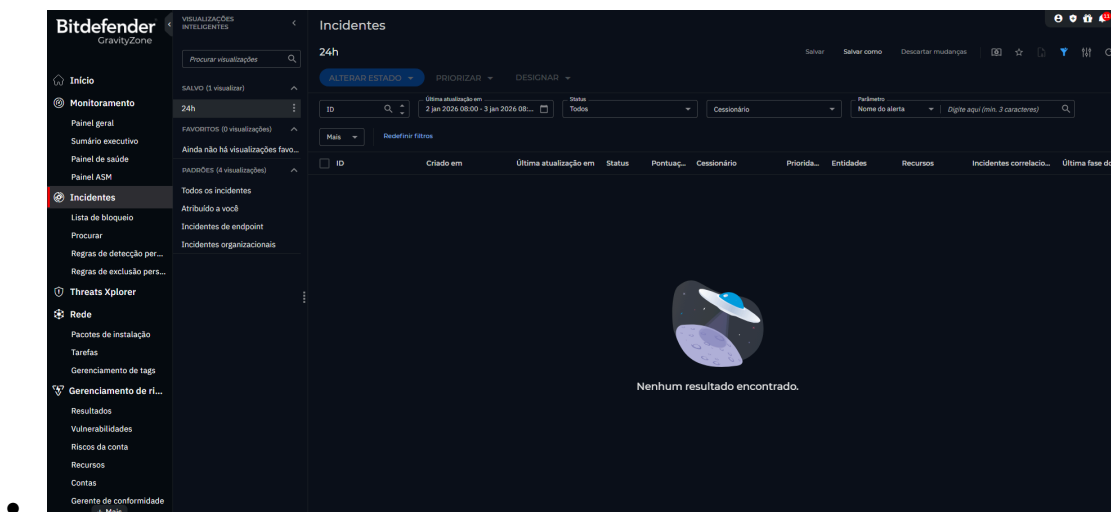 Bitdefender
GravityZone
Início
Monitoramento
Painel geral
Sumário executivo
Painel de saúde
Painel ASM
Incidentes
Lista de bloqueio
Procurar
Regras de detecção per...
Regras de exclusão pers...
Threats Xplorer
Rede
Pacotes de instalação
Tarefas
Gerenciamento de tags
Gerenciamento de ri...
Resultados
Vulnerabilidades
Riscos da conta
Recursos
Contas
Gerente de conformidade
+ Mais
VISUALIZAÇÕES
INTELIGENTES
Procurar visualizações
SALVO (1 visualizar)
24h
FAVORITOS (0 visualizações)
Ainda não há visualizações favo...
PADRÕES (4 visualizações)
Todos os incidentes
Atribuído a você
Incidentes de endpoint
Incidentes organizacionais
Incidentes
24h
Salvar Salvar como Descartar mudanças
ALTERAR ESTADO PRIORIZAR DESIGNAR
Última atualização em Status Parâmetro
ID 2 jan 2026 08:00 - 3 jan 2026 08:... Todos Cessionário Nome do alerta Digite aqui (min. 3 caracteres)
Mais Redefinir filtros
ID Criado em Última atualização em Status Pontuaç... Cessionário Priorida... Entidades Recursos Incidentes correlacio... Última fase do
Nenhum resultado encontrado.